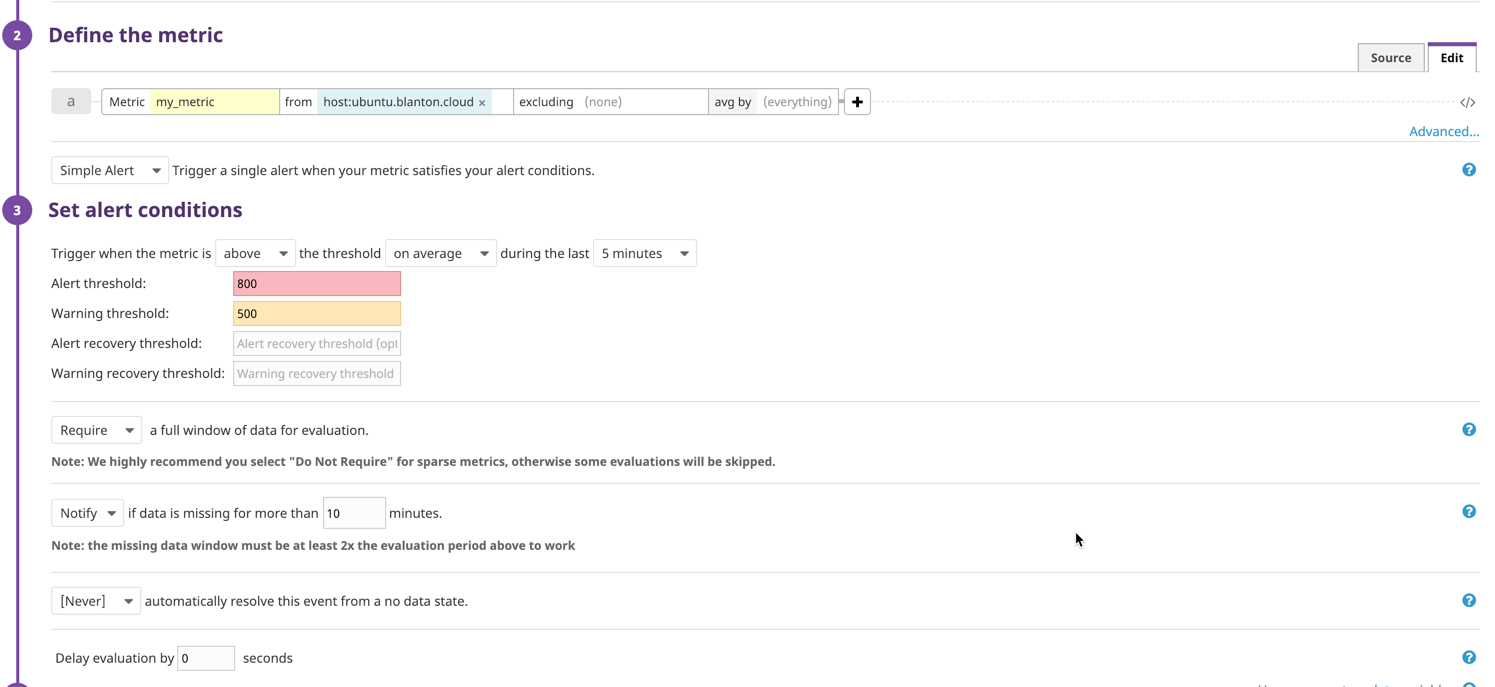 2 Define the metric
Source Edit
a Metric my_metric from host:ubuntu.blanton.cloud × excluding (none) avg by (everything) + </>
Advanced...
Simple Alert Trigger a single alert when your metric satisfies your alert conditions. ?
3 Set alert conditions
Trigger when the metric is above the threshold on average during the last 5 minutes
Alert threshold: 800
Warning threshold: 500
Alert recovery threshold: Alert recovery threshold (opt
Warning recovery threshold: Warning recovery threshold
Require a full window of data for evaluation. ?
Note: We highly recommend you select "Do Not Require" for sparse metrics, otherwise some evaluations will be skipped.
Notify if data is missing for more than 10 minutes. ?
Note: the missing data window must be at least 2x the evaluation period above to work
[Never] automatically resolve this event from a no data state. ?
Delay evaluation by 0 seconds ?